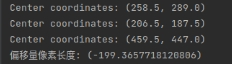 Center coordinates: (258.5, 289.0)
Center coordinates: (206.5, 187.5)
Center coordinates: (459.5, 447.0)
偏移量像素长度: (-199.3657718120806)